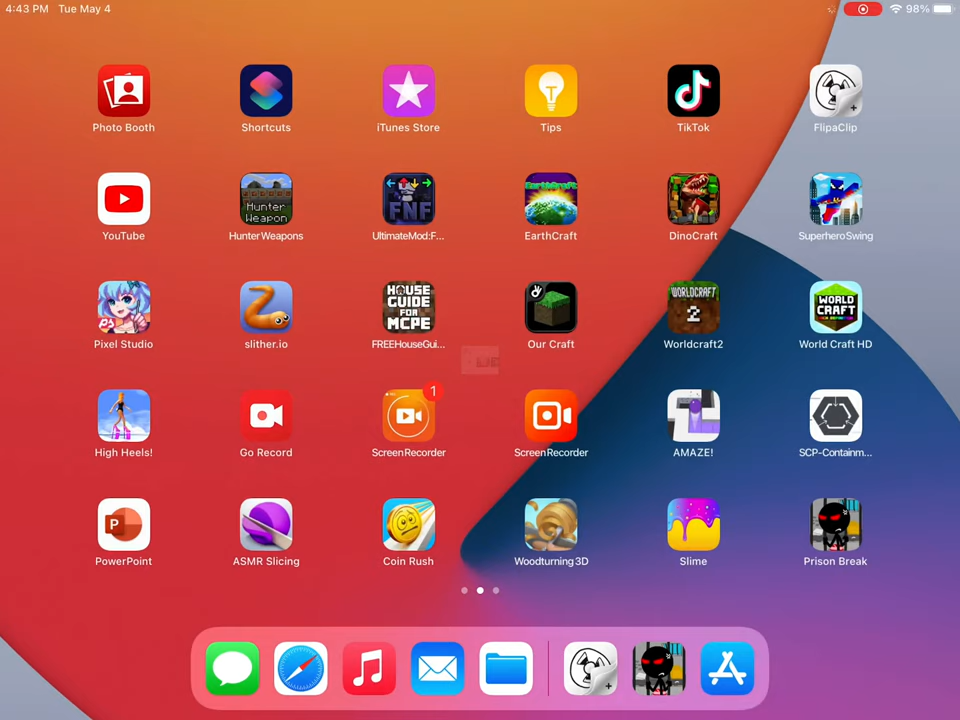 4:43 PM Tue May 4 98%
Photo Booth Shortcuts iTunes Store Tips TikTok FlipaClip
Hunter Weapon FNF EarthCraft
YouTube HunterWeapons UltimateMod:F... EarthCraft DinoCraft SuperheroSwing
HOUSE GUIDE FOR MCPE WORLDCRAFT 2 WORLD CRAFT
Pixel Studio slither.io FREEHouseGui... Our Craft Worldcraft2 World Craft HD
1
High Heels! Go Record ScreenRecorder ScreenRecorder AMAZE! SCP-Containm...
P
PowerPoint ASMR Slicing Coin Rush Woodturning3D Slime Prison Break